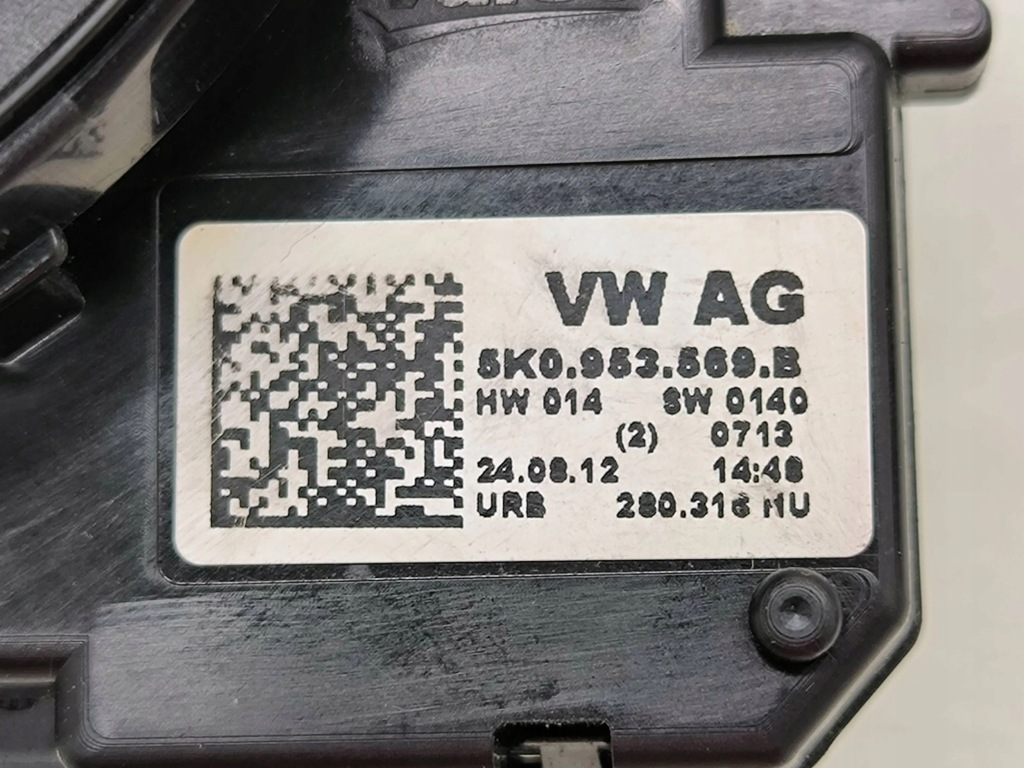 VW AG
5K0.953.569.B
HW 014 SW 0140
(2) 0713
24.08.12 14:48
URB 280.316 HU